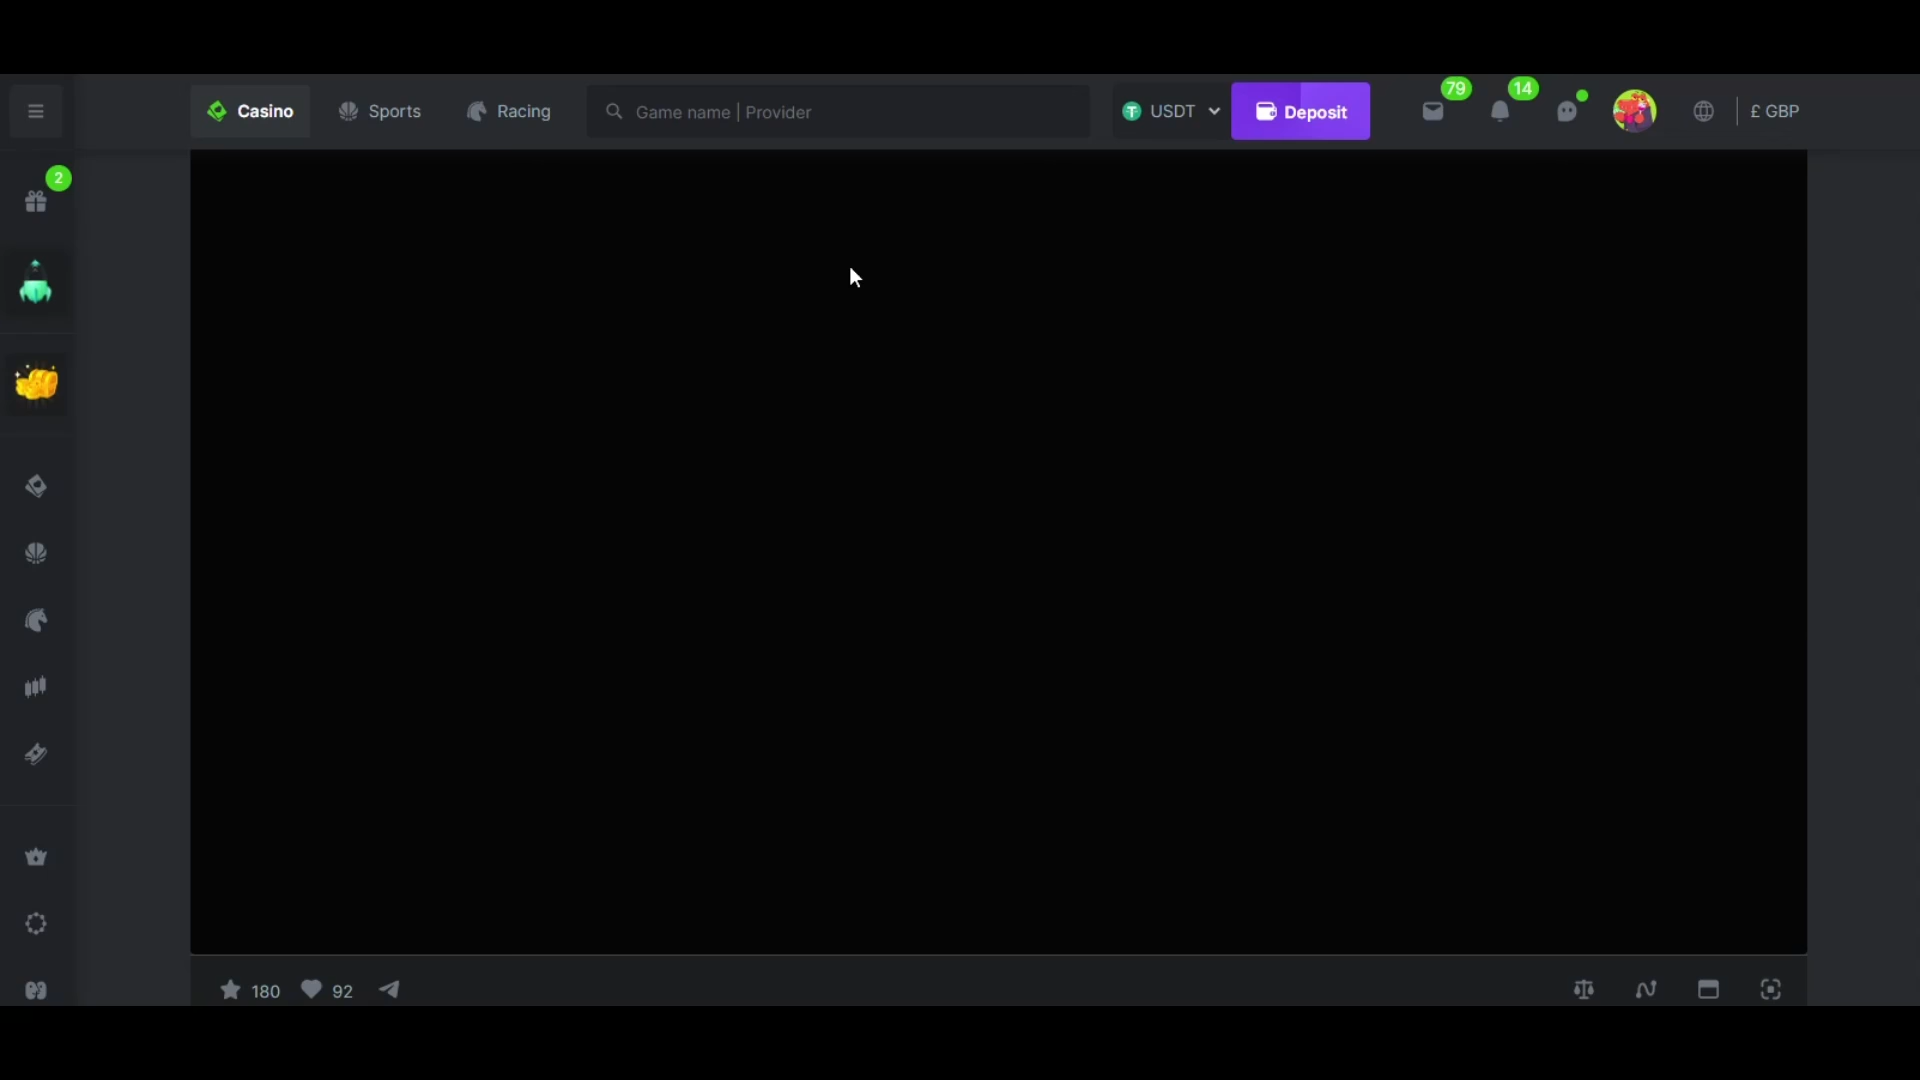 79
14
Casino
Sports
Racing
Game name | Provider
USDT
Deposit
£ GBP
2
180
92